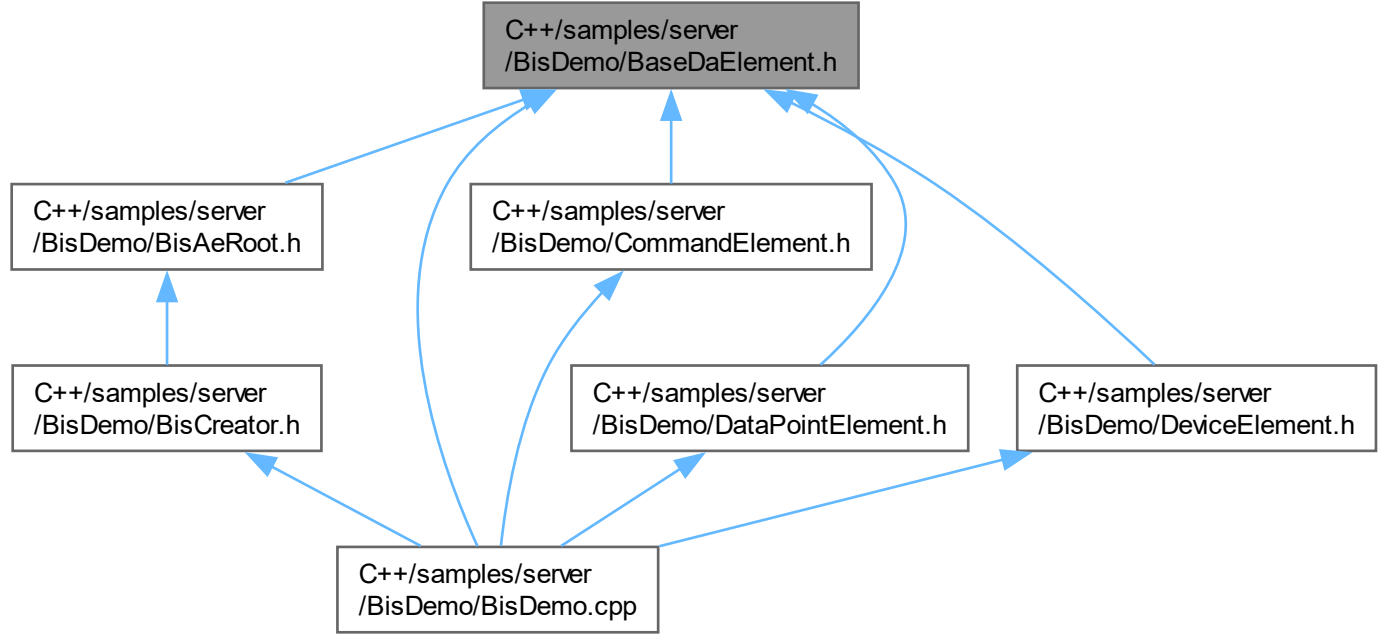 C++/samples/server
/BisDemo/BaseDaElement.h
C++/samples/server
/BisDemo/BisAeRoot.h
C++/samples/server
/BisDemo/CommandElement.h
C++/samples/server
/BisDemo/BisCreator.h
C++/samples/server
/BisDemo/DataPointElement.h
C++/samples/server
/BisDemo/DeviceElement.h
C++/samples/server
/BisDemo/BisDemo.cpp